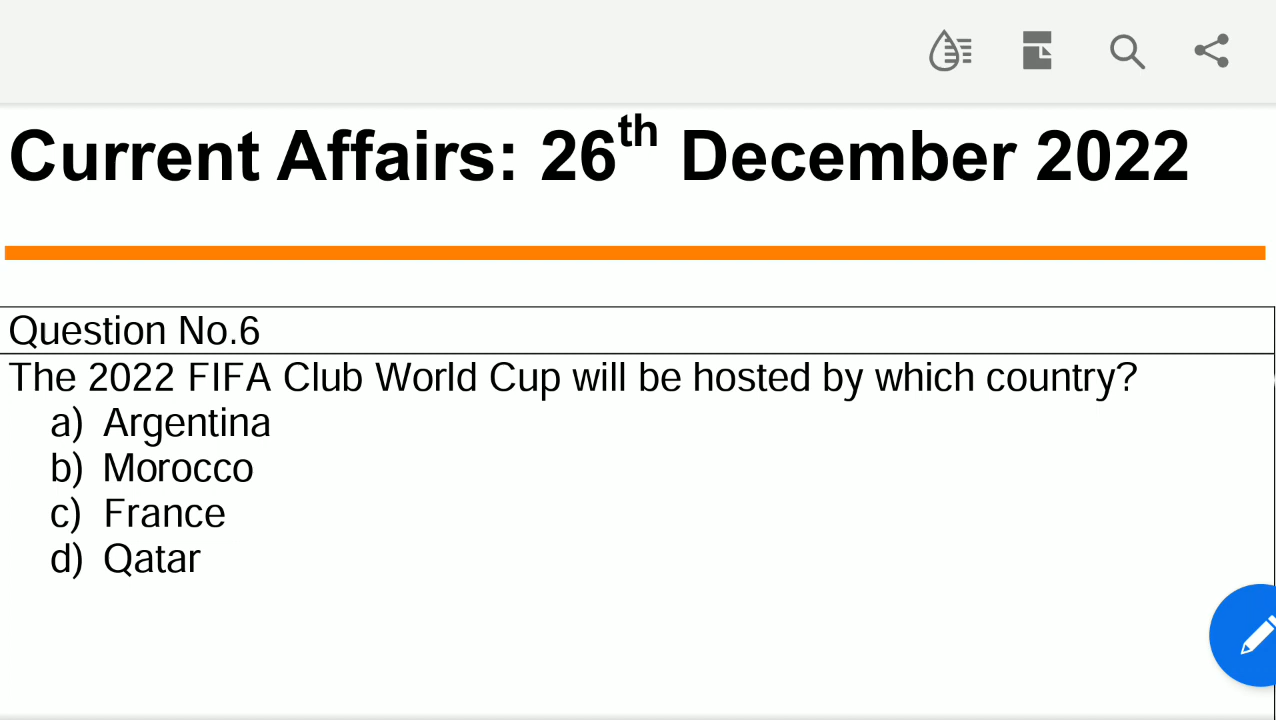 Current Affairs: 26th December 2022
Question No.6
The 2022 FIFA Club World Cup will be hosted by which country?
a) Argentina
b) Morocco
c) France
d) Qatar